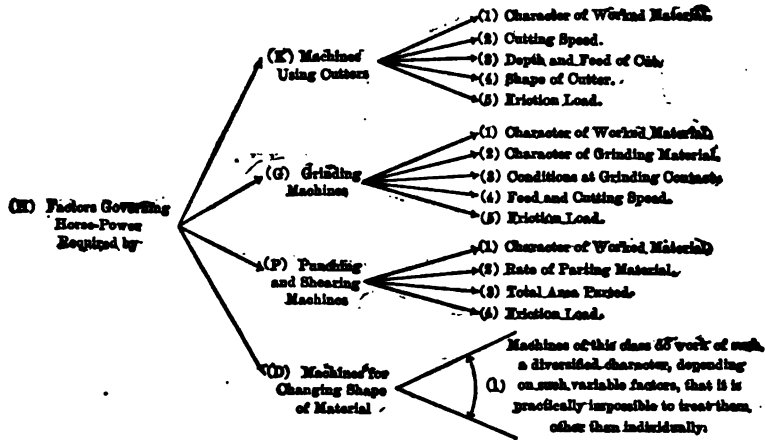 (H) Factors Governing
Horse-Power
Required by
(K) Machines
Using Cutters
(1) Character of Worked Material.
(2) Cutting Speed.
(3) Depth and Feed of Cut.
(4) Shape of Cutter.
(5) Friction Load.
(G) Grinding
Machines
(1) Character of Worked Material.
(2) Character of Grinding Material.
(3) Conditions at Grinding Contact.
(4) Feed and Cutting Speed.
(5) Friction Load.
(P) Punching
and Shearing
Machines
(1) Character of Worked Material.
(2) Rate of Parting Material.
(3) Total Area Parted.
(4) Friction Load.
(D) Machines for
Changing Shape
of Material
(1)
Machines of this class do work of such
a diversified character, depending
on such variable factors, that it is
practically impossible to treat them,
other than individually.